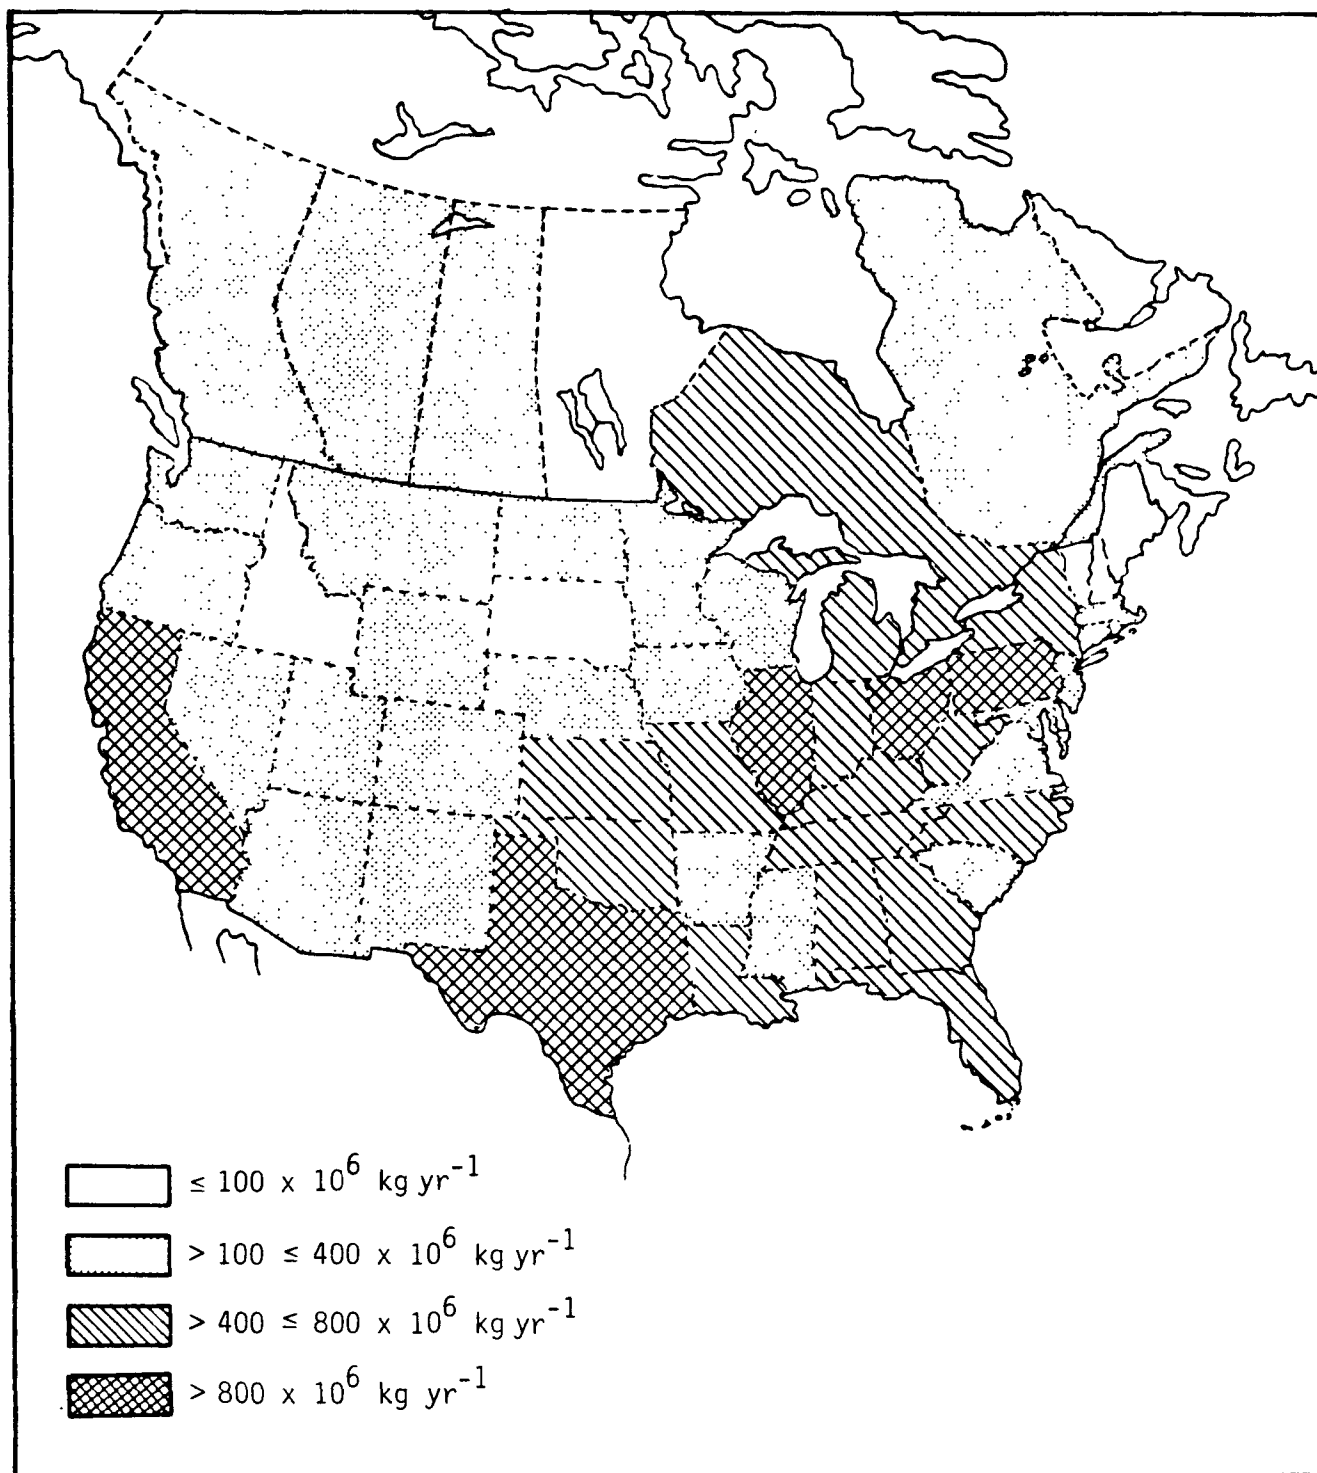 ≤ 100 x 10⁶ kg yr⁻¹
> 100 ≤ 400 x 10⁶ kg yr⁻¹
> 400 ≤ 800 x 10⁶ kg yr⁻¹
> 800 x 10⁶ kg yr⁻¹